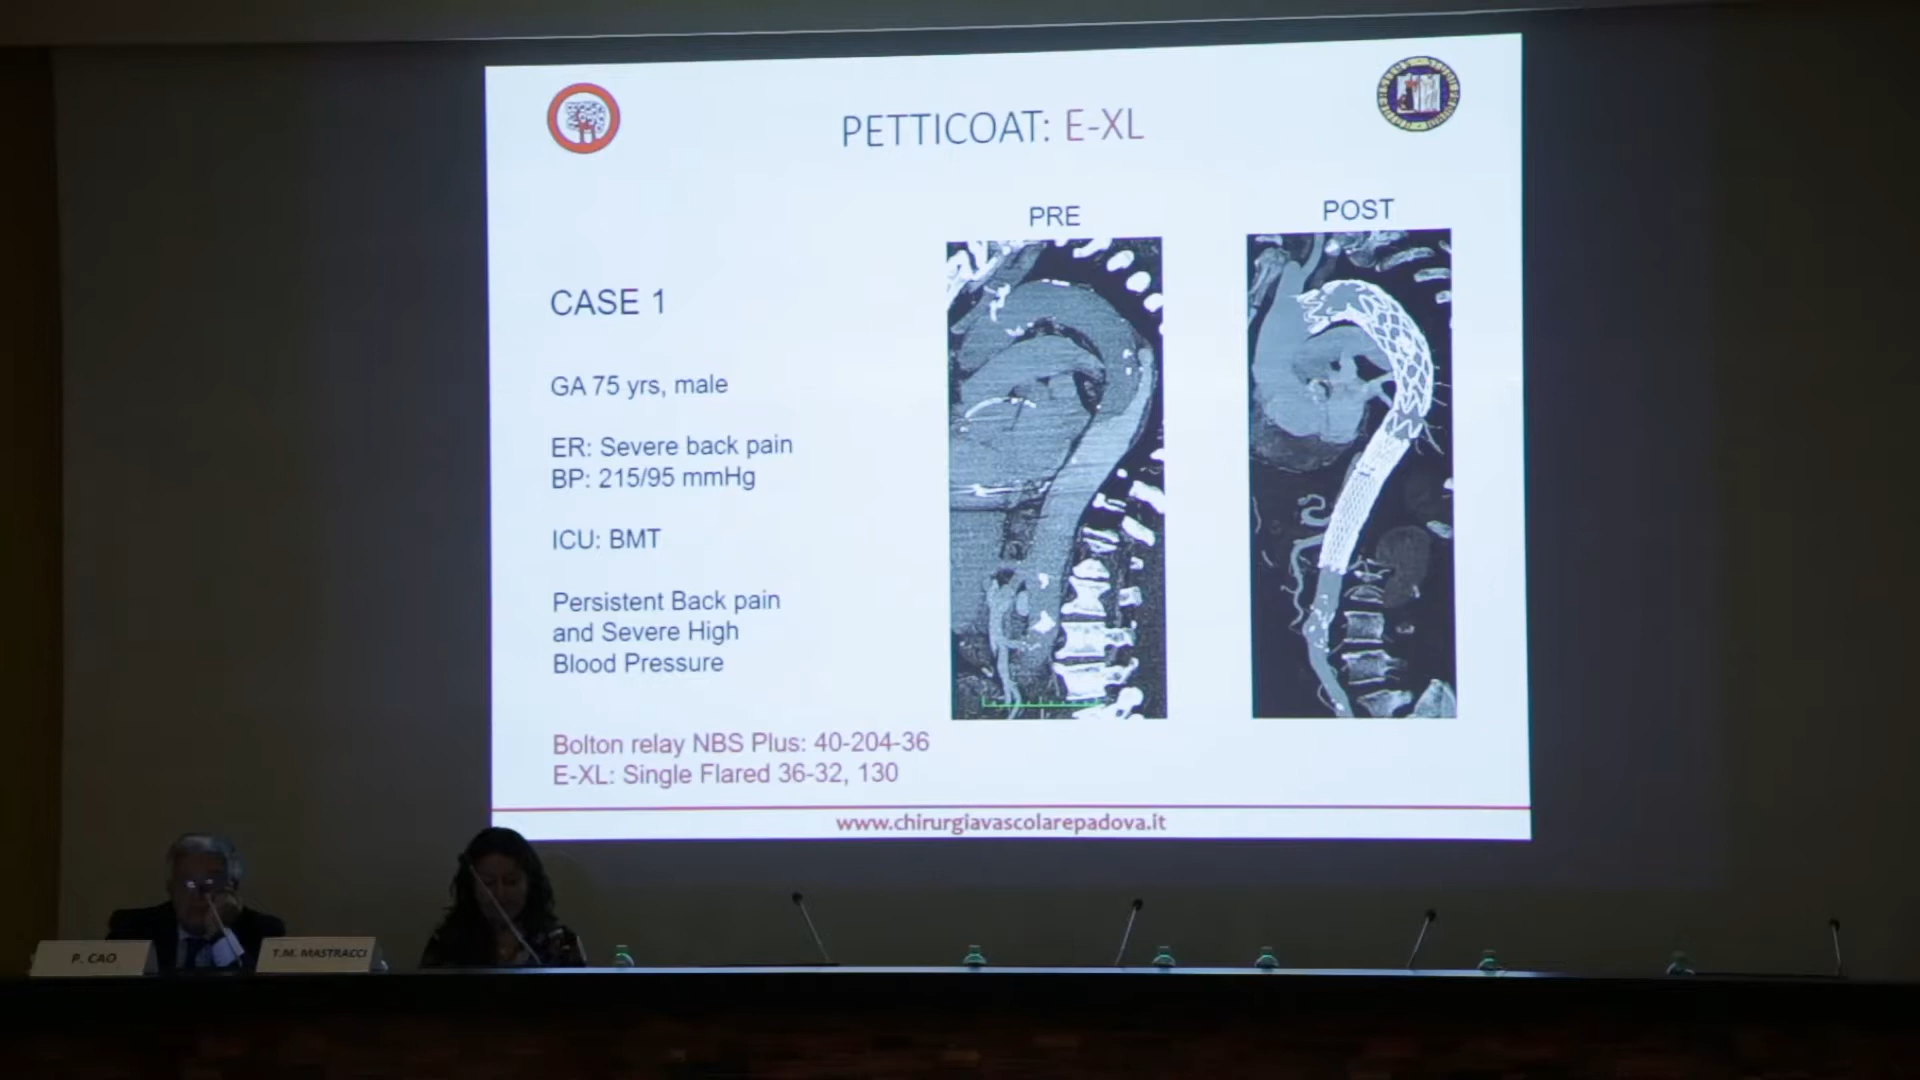 PETTICOAT: E-XL
PRE
POST
CASE 1
GA 75 yrs, male
ER: Severe back pain
BP: 215/95 mmHg
ICU: BMT
Persistent Back pain
and Severe High
Blood Pressure
Bolton relay NBS Plus: 40-204-36
E-XL: Single Flared 36-32, 130
www.chirurgiavascolarepadova.it
P. CAO
T.M. MASTRACCI